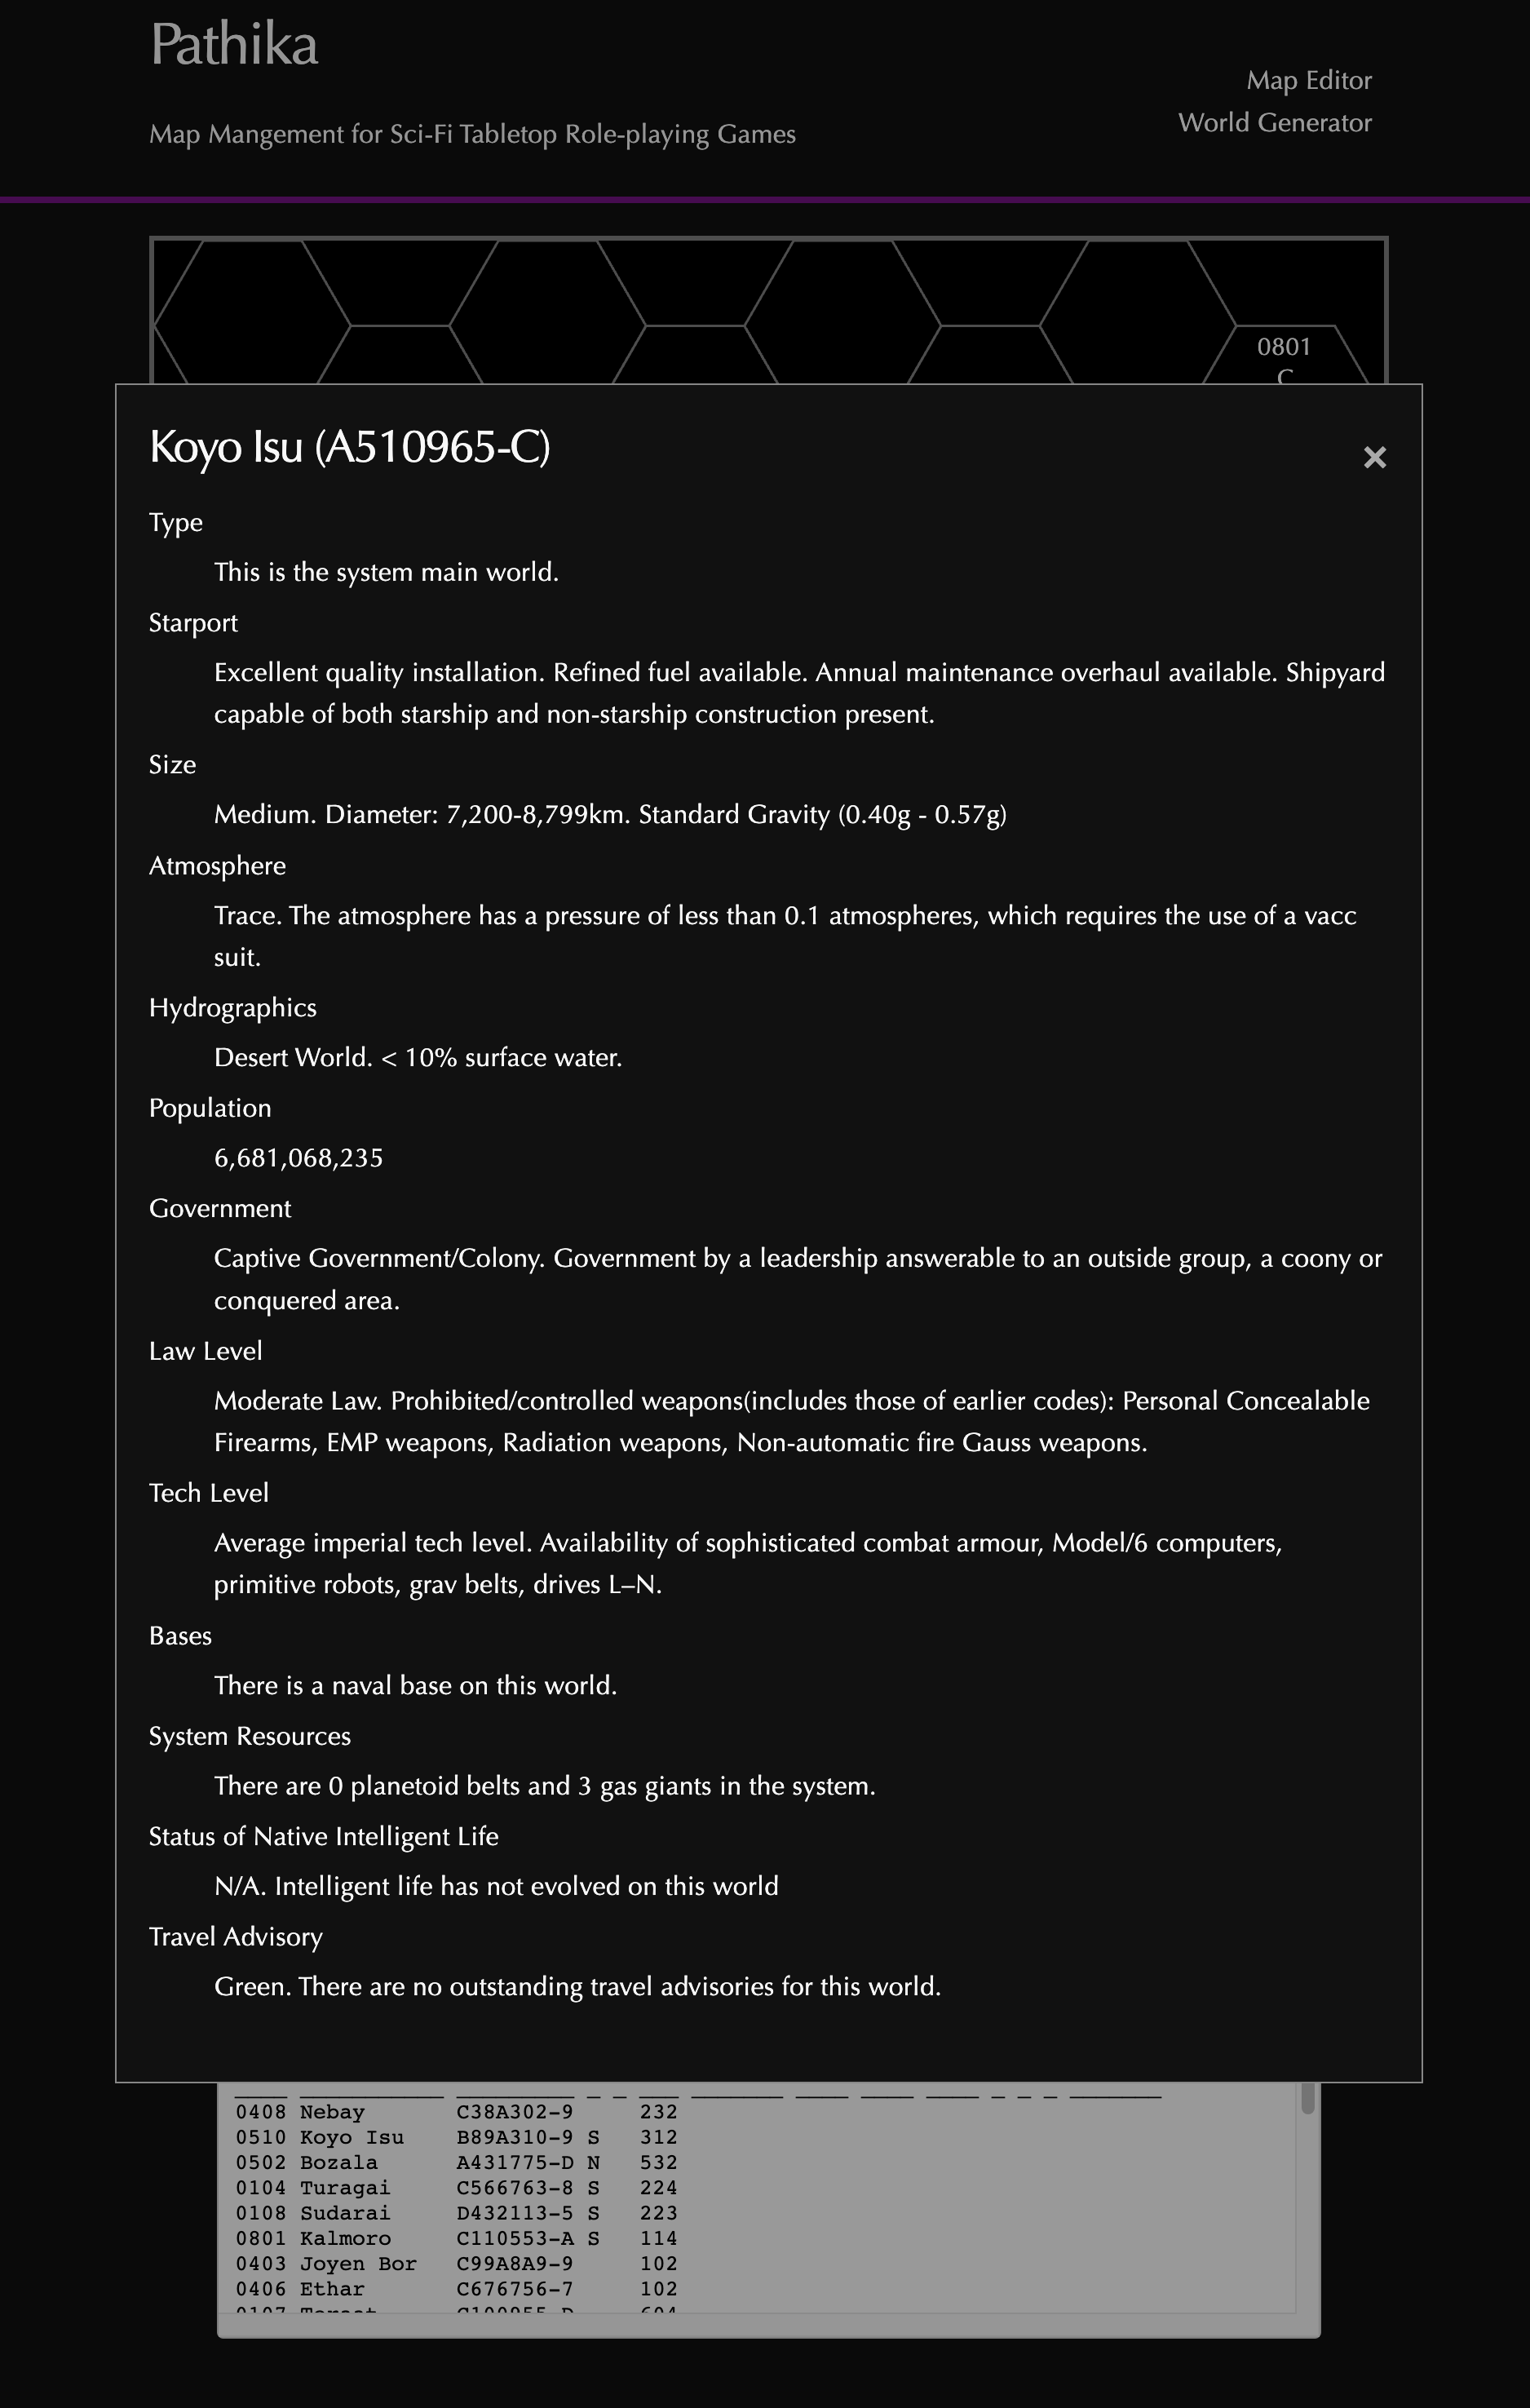 Pathika
Map Editor
World Generator
Map Mangement for Sci-Fi Tabletop Role-playing Games
0801
C
Koyo Isu (A510965-C)
×
Type
This is the system main world.
Starport
Excellent quality installation. Refined fuel available. Annual maintenance overhaul available. Shipyard
capable of both starship and non-starship construction present.
Size
Medium. Diameter: 7,200-8,799km. Standard Gravity (0.40g - 0.57g)
Atmosphere
Trace. The atmosphere has a pressure of less than 0.1 atmospheres, which requires the use of a vacc
suit.
Hydrographics
Desert World. < 10% surface water.
Population
6,681,068,235
Government
Captive Government/Colony. Government by a leadership answerable to an outside group, a coony or
conquered area.
Law Level
Moderate Law. Prohibited/controlled weapons(includes those of earlier codes): Personal Concealable
Firearms, EMP weapons, Radiation weapons, Non-automatic fire Gauss weapons.
Tech Level
Average imperial tech level. Availability of sophisticated combat armour, Model/6 computers,
primitive robots, grav belts, drives L–N.
Bases
There is a naval base on this world.
System Resources
There are 0 planetoid belts and 3 gas giants in the system.
Status of Native Intelligent Life
N/A. Intelligent life has not evolved on this world
Travel Advisory
Green. There are no outstanding travel advisories for this world.
____ ___________ _________ _ _ ___ _______ ____ ____ ____ _ _ _ _______
0408 Nebay C38A302-9 232
0510 Koyo Isu B89A310-9 S 312
0502 Bozala A431775-D N 532
0104 Turagai C566763-8 S 224
0108 Sudarai D432113-5 S 223
0801 Kalmoro C110553-A S 114
0403 Joyen Bor C99A8A9-9 102
0406 Ethar C676756-7 102